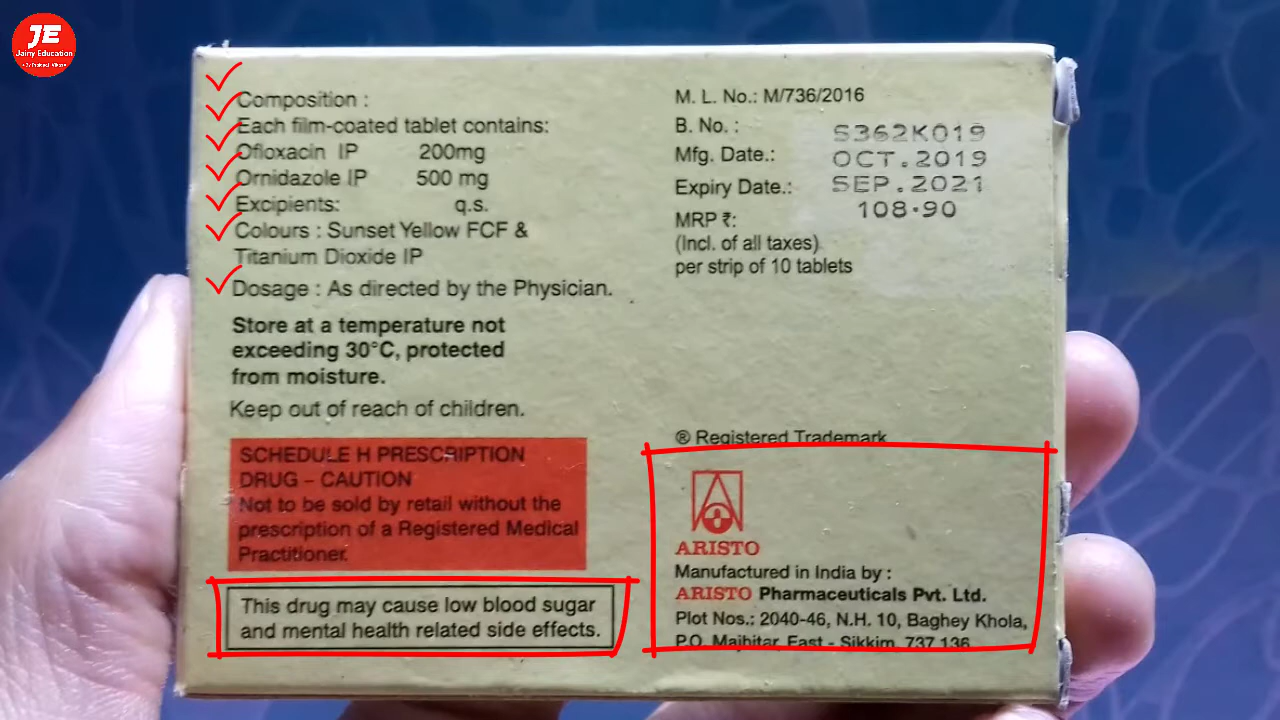 JE
Jainy Education
Composition :
Each film-coated tablet contains:
Ofloxacin IP 200mg
Ornidazole IP 500 mg
Excipients: q.s.
Colours : Sunset Yellow FCF &
Titanium Dioxide IP
Dosage : As directed by the Physician.
Store at a temperature not
exceeding 30°C, protected
from moisture.
Keep out of reach of children.
SCHEDULE H PRESCRIPTION
DRUG – CAUTION
Not to be sold by retail without the
prescription of a Registered Medical
Practitioner.
This drug may cause low blood sugar
and mental health related side effects.
M. L. No.: M/736/2016
B. No. : S362K019
Mfg. Date.: OCT.2019
Expiry Date.: SEP.2021
MRP ₹: 108·90
(Incl. of all taxes)
per strip of 10 tablets
® Registered Trademark
ARISTO
Manufactured in India by :
ARISTO Pharmaceuticals Pvt. Ltd.
Plot Nos.: 2040-46, N.H. 10, Baghey Khola,
P.O. Majhitar, East - Sikkim, 737 136